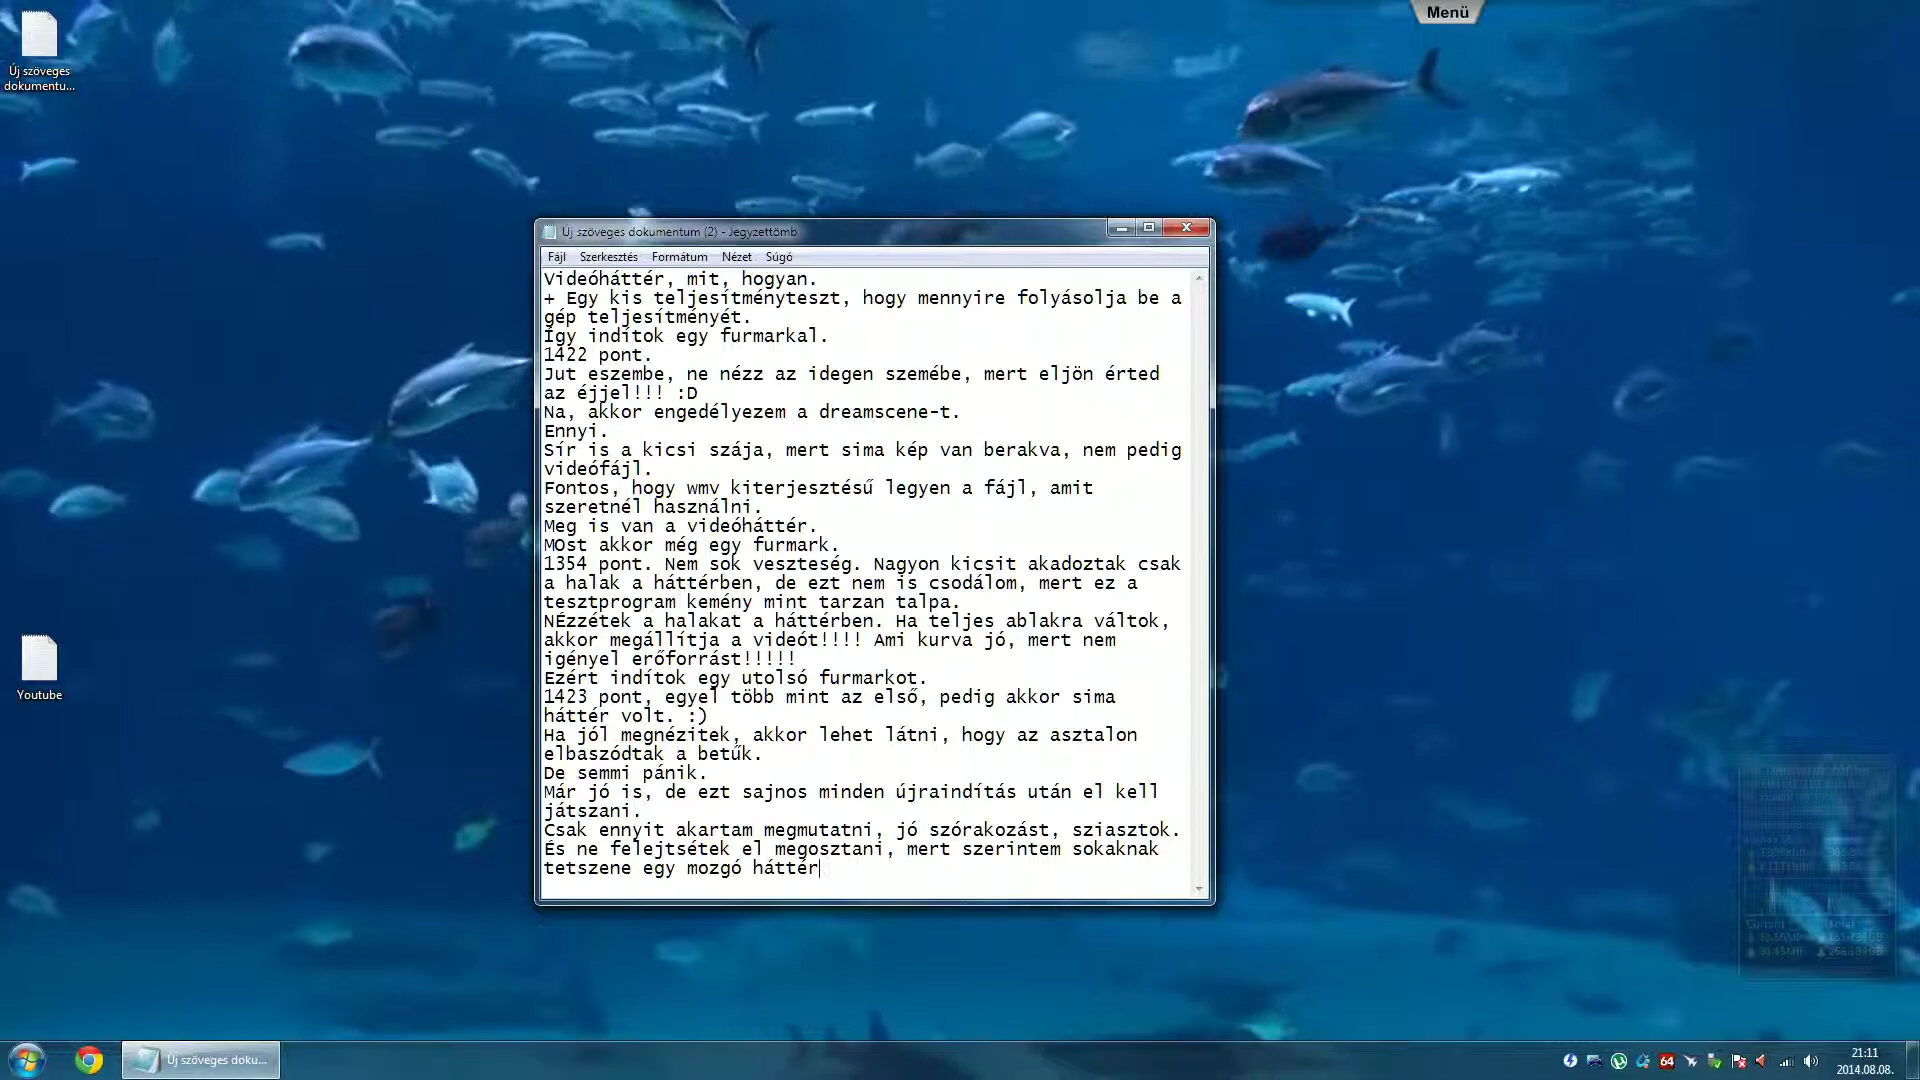 Menü
Új szöveges
dokumentu...
Új szöveges dokumentum (2) - Jegyzettömb
Fájl Szerkesztés Formátum Nézet Súgó
Videóháttér, mit, hogyan.
+ Egy kis teljesítményteszt, hogy mennyire folyásolja be a
gép teljesítményét.
Így indítok egy furmarkal.
1422 pont.
Jut eszembe, ne nézz az idegen szemébe, mert eljön érted
az éjjel!!! :D
Na, akkor engedélyezem a dreamscene-t.
Ennyi.
Sír is a kicsi szája, mert sima kép van berakva, nem pedig
videófájl.
Fontos, hogy wmv kiterjesztésű legyen a fájl, amit
szeretnél használni.
Meg is van a videóháttér.
MOst akkor még egy furmark.
1354 pont. Nem sok veszteség. Nagyon kicsit akadoztak csak
a halak a háttérben, de ezt nem is csodálom, mert ez a
tesztprogram kemény mint tarzan talpa.
NÉzzétek a halakat a háttérben. Ha teljes ablakra váltok,
akkor megállítja a videót!!!! Ami kurva jó, mert nem
igényel erőforrást!!!!!
Ezért indítok egy utolsó furmarkot.
1423 pont, egyel több mint az első, pedig akkor sima
háttér volt. :)
Ha jól megnézitek, akkor lehet látni, hogy az asztalon
elbaszódtak a betűk.
De semmi pánik.
Már jó is, de ezt sajnos minden újraindítás után el kell
játszani.
Csak ennyit akartam megmutatni, jó szórakozást, sziasztok.
És ne felejtsétek el megosztani, mert szerintem sokaknak
tetszene egy mozgó háttér
Youtube
Current Total
Új szöveges doku...
64
21:11
2014.08.08.